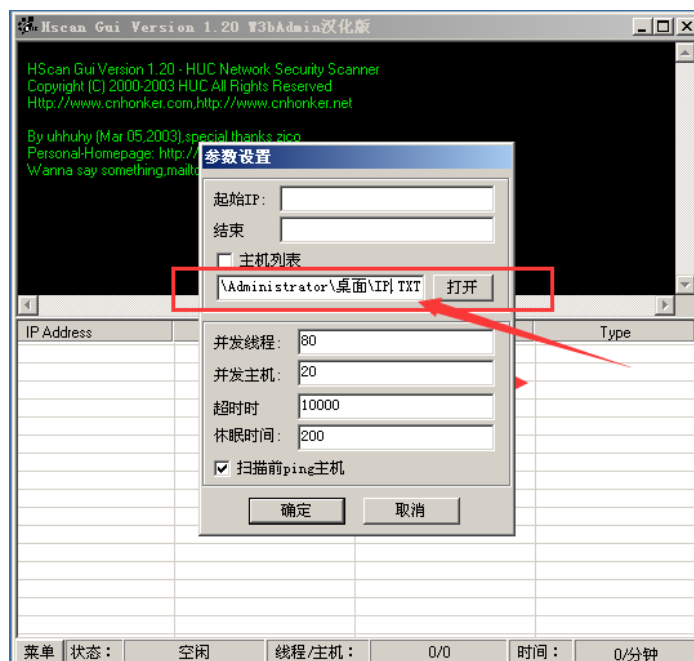 Hscan Gui Version 1.20 W3bAdmin汉化版
HScan Gui Version 1.20 - HUC Network Security Scanner
Copyright (C) 2000-2003 HUC All Rights Reserved
Http://www.cnhonker.com,http://www.cnhonker.net
By uhhuhy (Mar 05,2003),special thanks zico
Personal-Homepage: http://
Wanna say something,mailto
参数设置
起始IP:
结束
主机列表
\Administrator\桌面\IP TXT 打开
IP Address Type
并发线程: 80
并发主机: 20
超时时 10000
休眠时间: 200
扫描前ping主机
确定 取消
菜单 状态: 空闲 线程/主机: 0/0 时间: 0/分钟